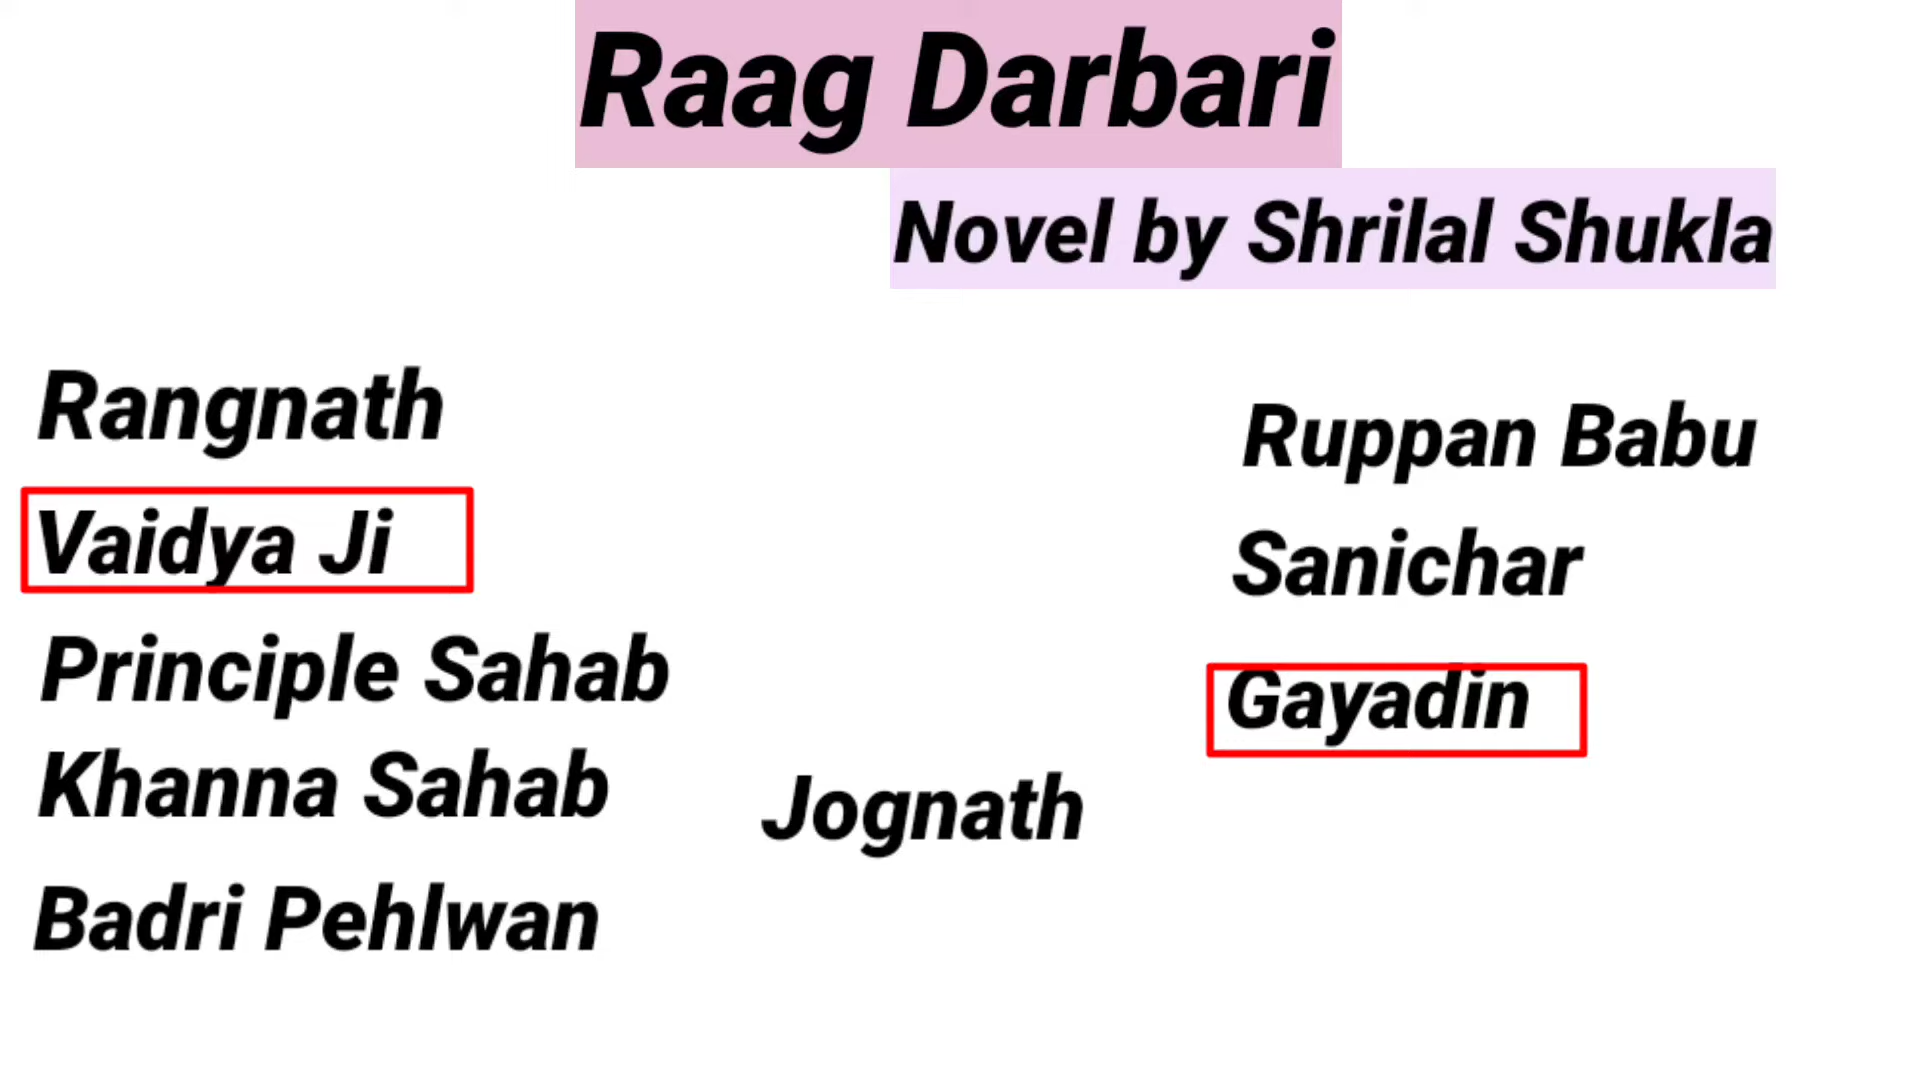 Raag Darbari
Novel by Shrilal Shukla
Rangnath
Vaidya Ji
Principle Sahab
Khanna Sahab
Badri Pehlwan
Jognath
Ruppan Babu
Sanichar
Gayadin